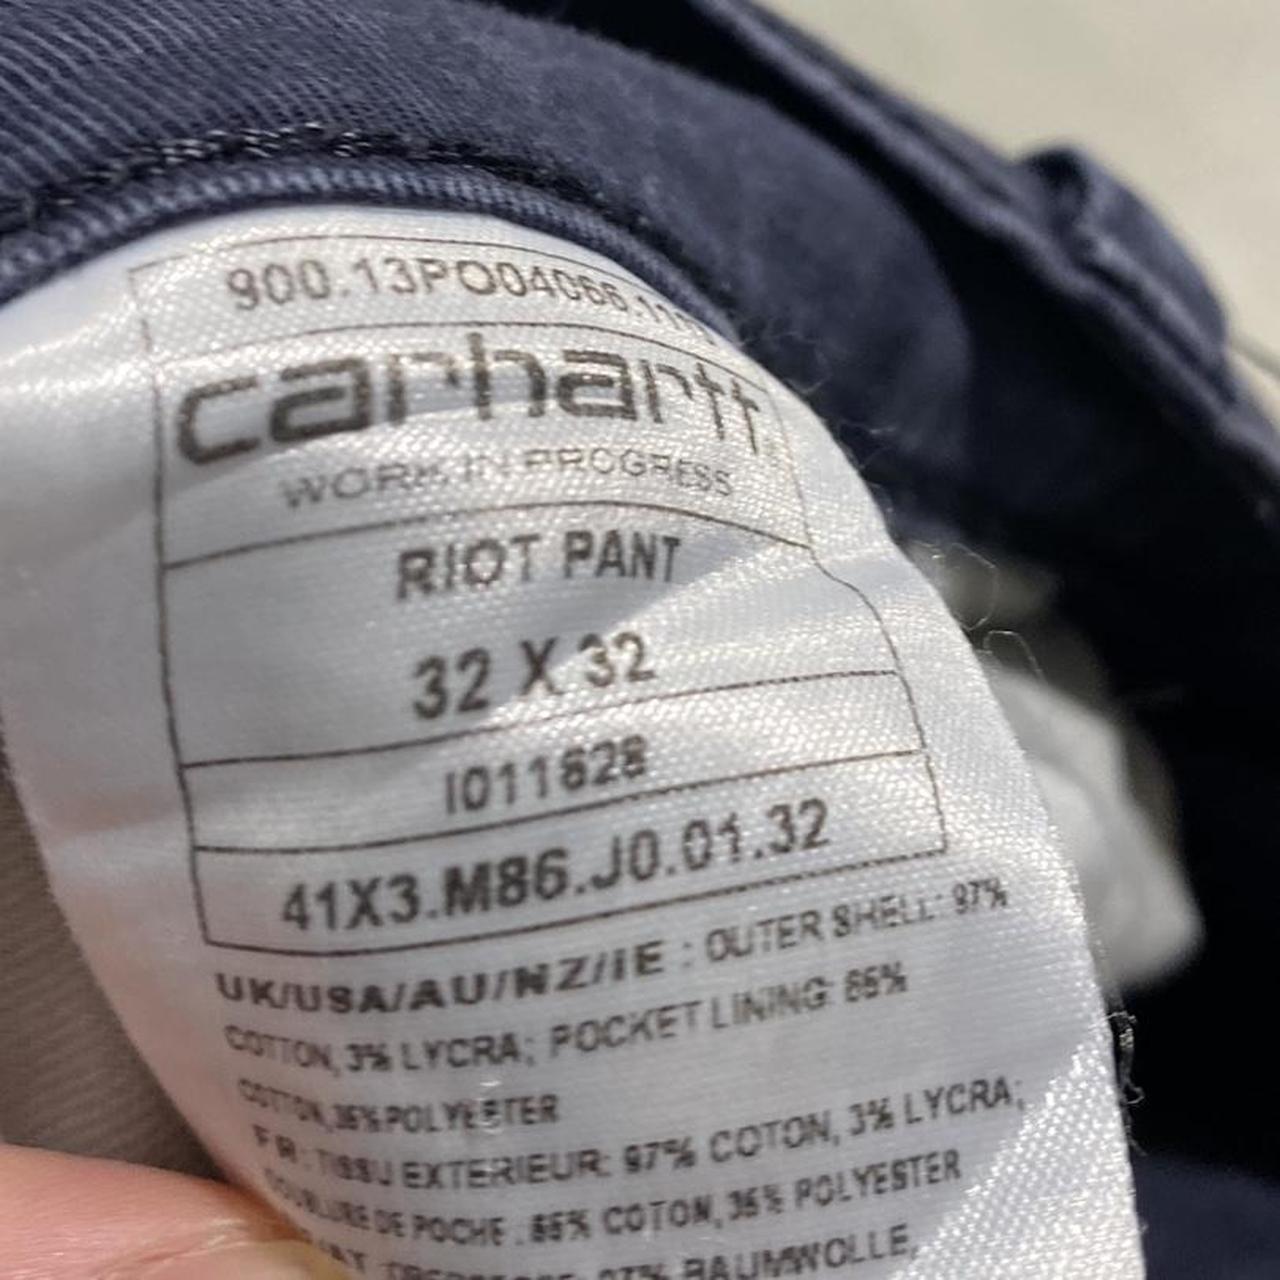 900.13PO04066.
carhartt
WORK IN PROGRESS
RIOT PANT
32 X 32
I011628
41X3.M86.J0.01.32
UK/USA/AU/NZ/IE : OUTER SHELL: 97%
COTTON, 3% LYCRA; POCKET LINING: 65%
COTTON, 35% POLYESTER
FR : TISSU EXTERIEUR: 97% COTON, 3% LYCRA;
DOUBLURE DE POCHE : 65% COTON, 35% POLYESTER
97% BAUMWOLLE,